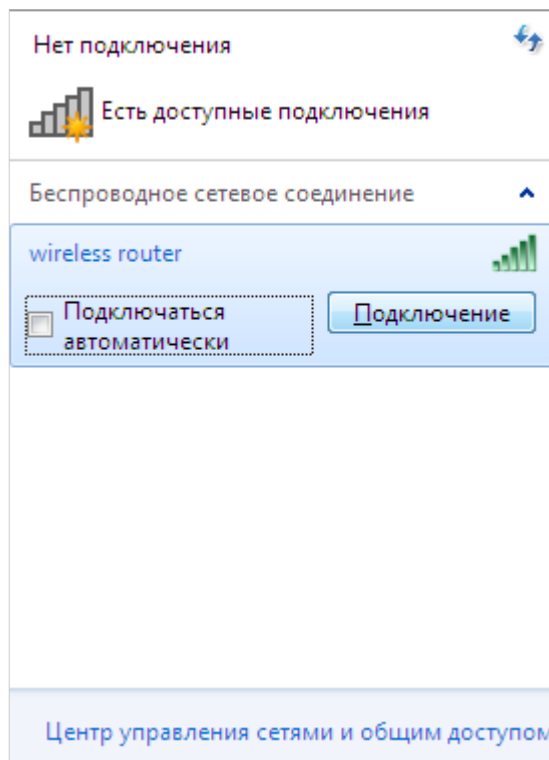 Нет подключения
Есть доступные подключения
Беспроводное сетевое соединение
wireless router
Подключаться
автоматически
Подключение
Центр управления сетями и общим доступом